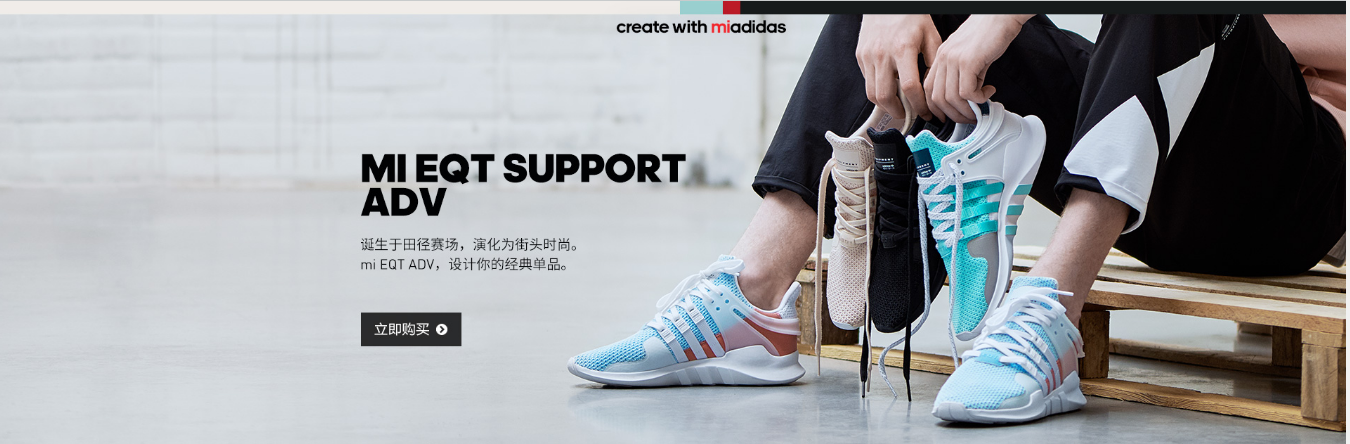 create with miadidas
MI EQT SUPPORT
ADV
诞生于田径赛场，演化为街头时尚。
mi EQT ADV，设计你的经典单品。
立即购买